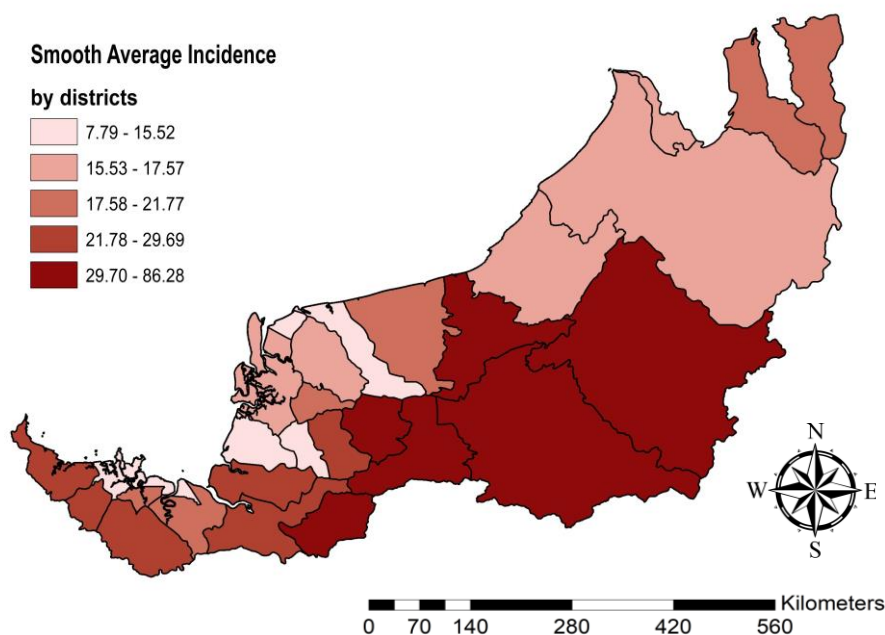 Smooth Average Incidence
by districts
7.79 - 15.52
15.53 - 17.57
17.58 - 21.77
21.78 - 29.69
29.70 - 86.28
N
W E
S
Kilometers
0 70 140 280 420 560